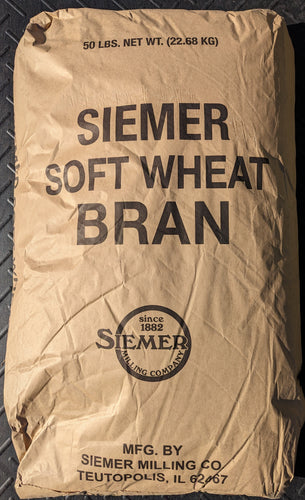 50 LBS. NET WT. (22.68 KG)
SIEMER
SOFT WHEAT
BRAN
since
1882
SIEMER
MILLING COMPANY
MFG. BY
SIEMER MILLING CO
TEUTOPOLIS, IL 62467